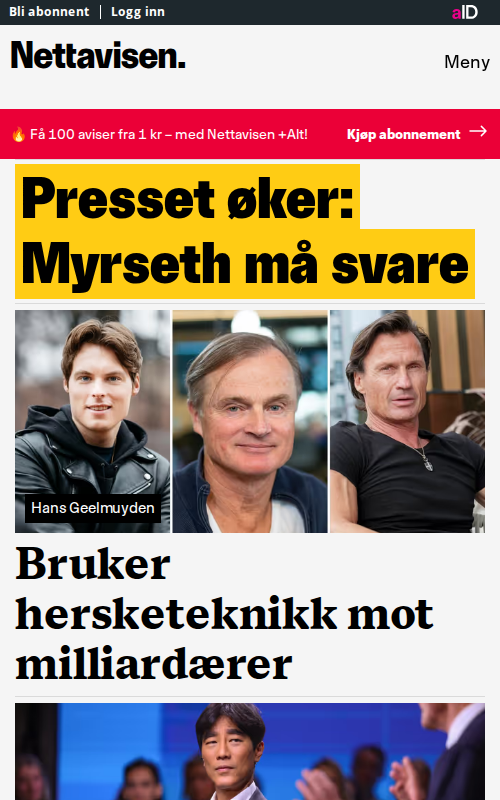 Bli abonnent | Logg inn
aID
Nettavisen.
Meny
🔥 Få 100 aviser fra 1 kr – med Nettavisen +Alt!
Kjøp abonnement →
Presset øker:
Myrseth må svare
Hans Geelmuyden
Bruker
hersketeknikk mot
milliardærer